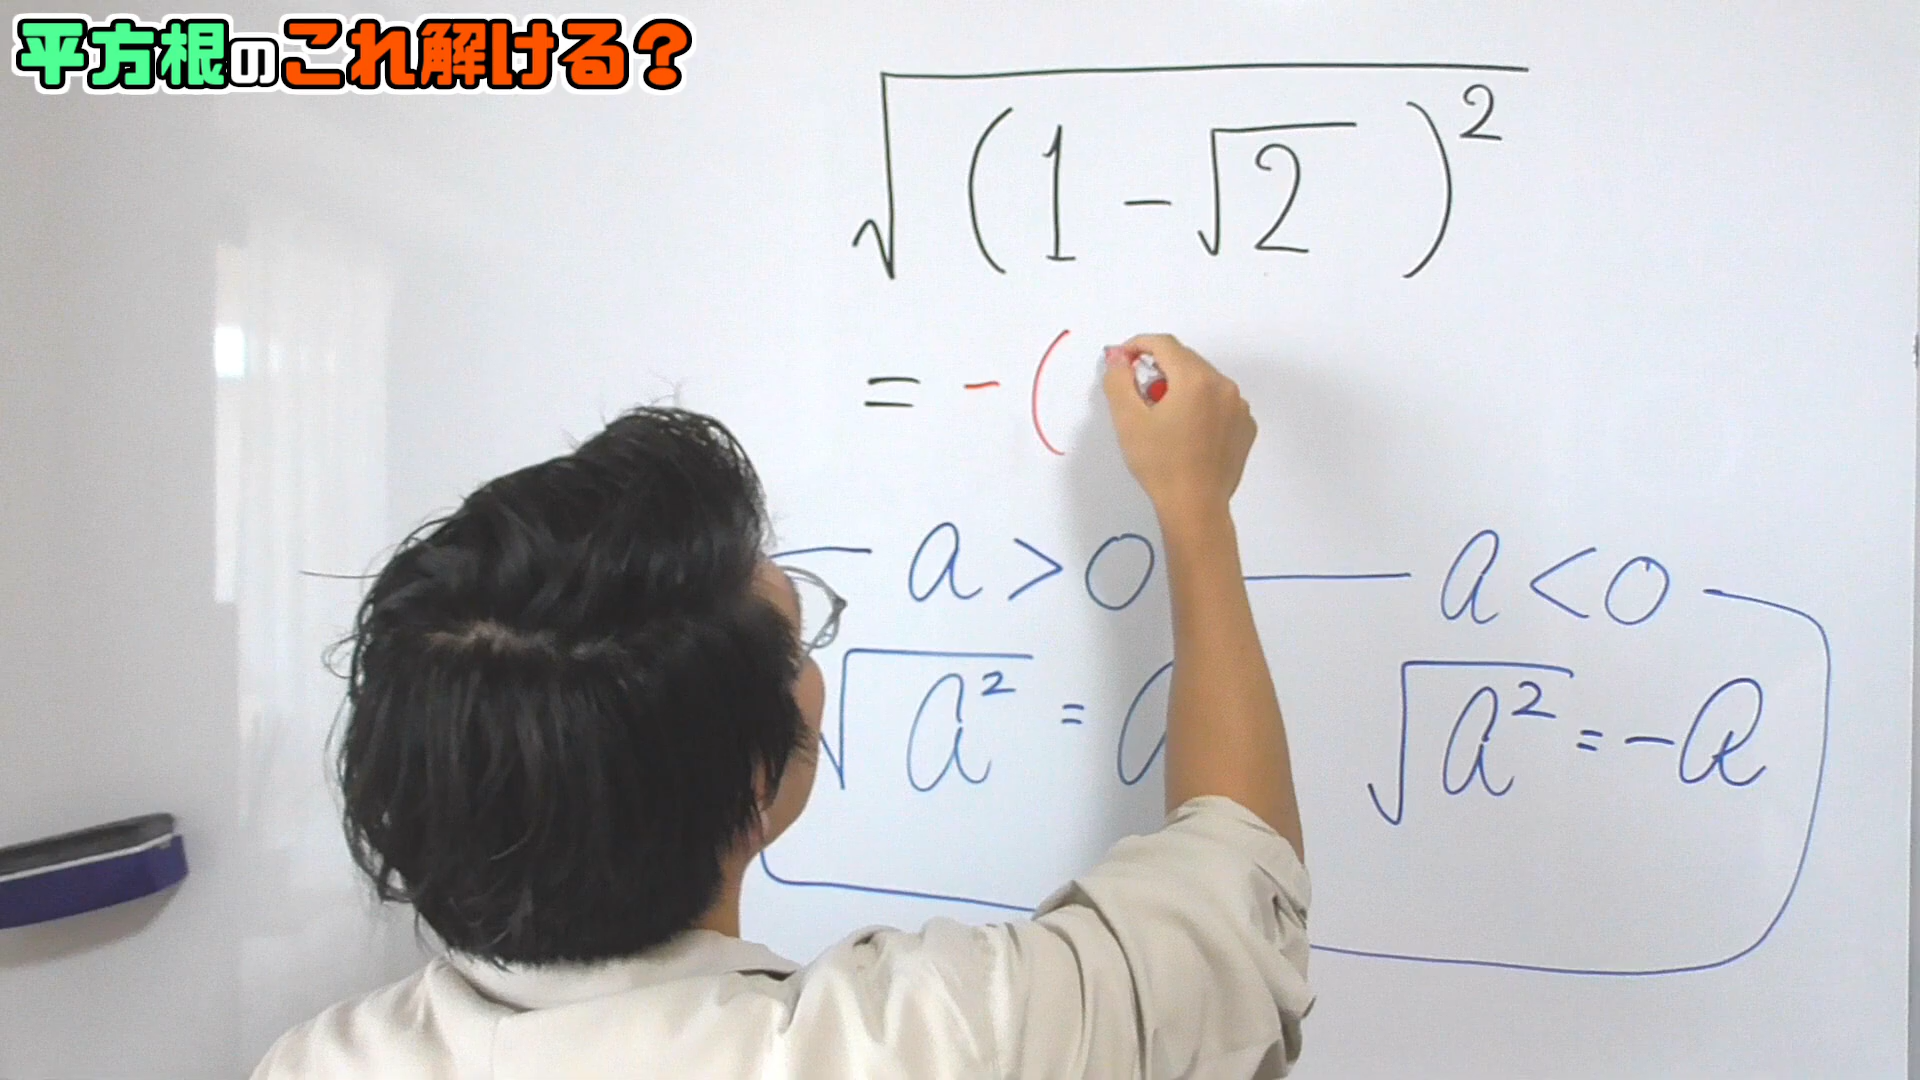 平方根のこれ解ける？
√(1-√2)²
= -(
a>0 a<0
√a² = a √a² = -a